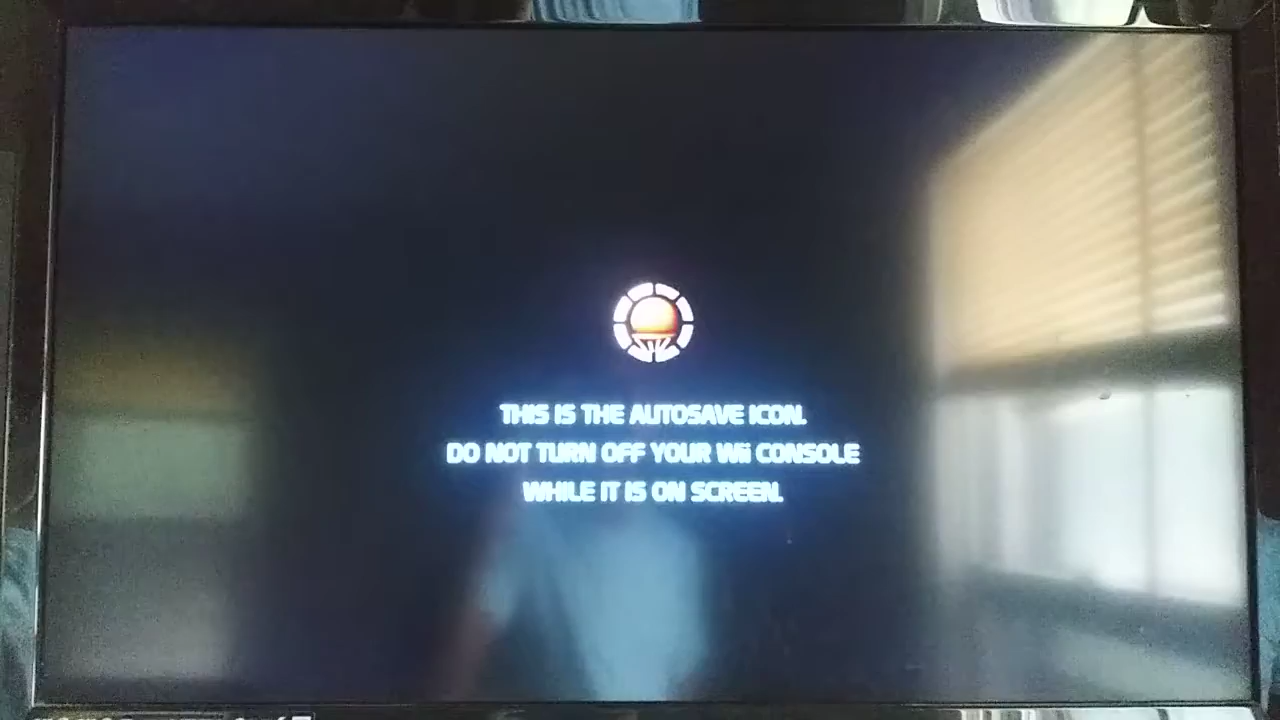 THIS IS THE AUTOSAVE ICON.
DO NOT TURN OFF YOUR Wii CONSOLE
WHILE IT IS ON SCREEN.